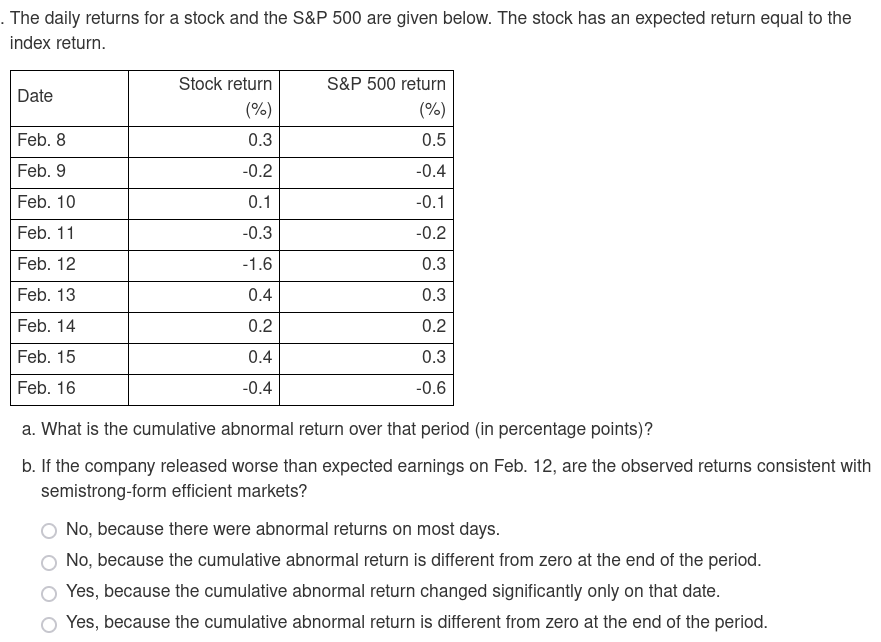 . The daily returns for a stock and the S&P 500 are given below. The stock has an expected return equal to the
index return.
Date Stock return (%) S&P 500 return (%)
Feb. 8 0.3 0.5
Feb. 9 -0.2 -0.4
Feb. 10 0.1 -0.1
Feb. 11 -0.3 -0.2
Feb. 12 -1.6 0.3
Feb. 13 0.4 0.3
Feb. 14 0.2 0.2
Feb. 15 0.4 0.3
Feb. 16 -0.4 -0.6
a. What is the cumulative abnormal return over that period (in percentage points)?
b. If the company released worse than expected earnings on Feb. 12, are the observed returns consistent with
semistrong-form efficient markets?
No, because there were abnormal returns on most days.
No, because the cumulative abnormal return is different from zero at the end of the period.
Yes, because the cumulative abnormal return changed significantly only on that date.
Yes, because the cumulative abnormal return is different from zero at the end of the period.